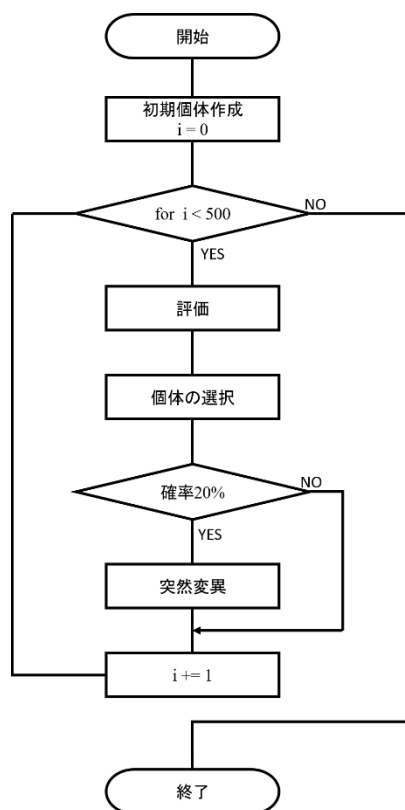 開始
初期個体作成
i = 0
for i < 500
NO
YES
評価
個体の選択
確率20%
NO
YES
突然変異
i += 1
終了